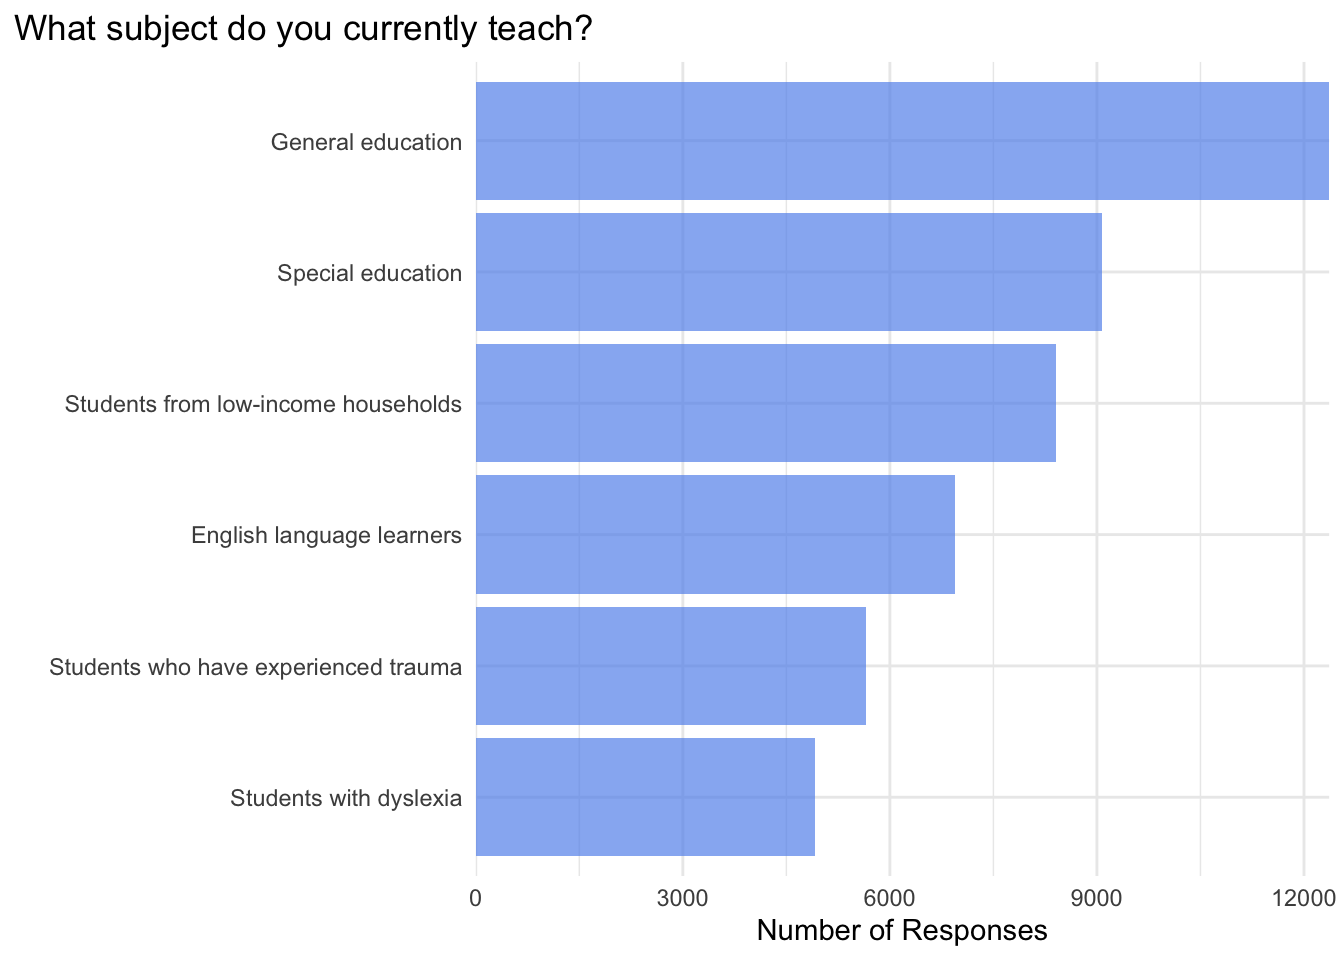 What subject do you currently teach?
General education
Special education
Students from low-income households
English language learners
Students who have experienced trauma
Students with dyslexia
0 3000 6000 9000 12000
Number of Responses